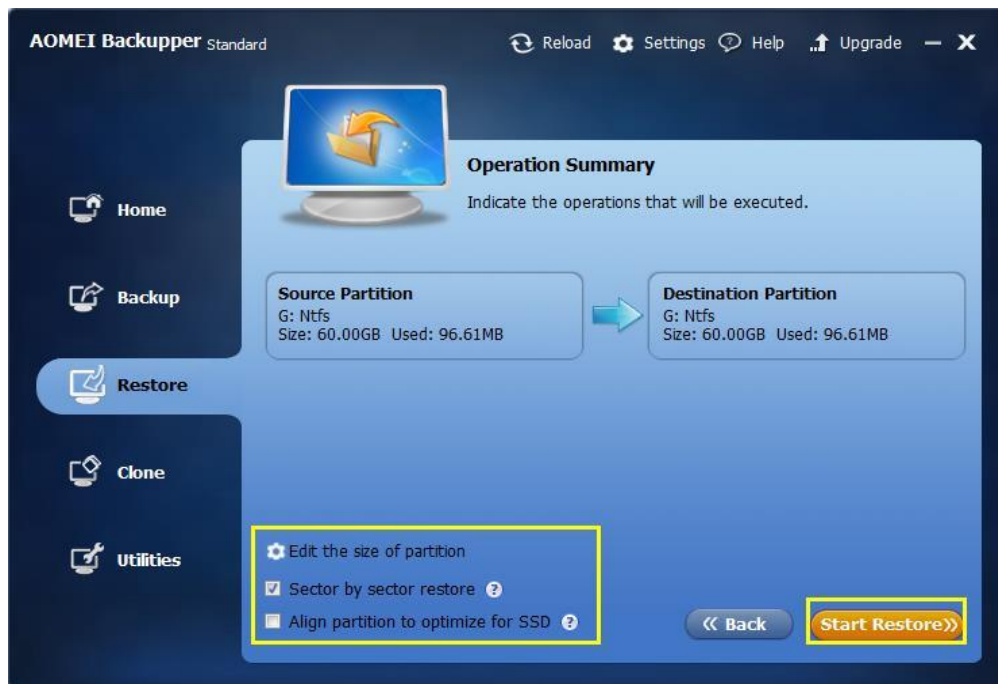 AOMEI Backupper Standard
Reload Settings Help Upgrade
Operation Summary
Indicate the operations that will be executed.
Home
Backup
Restore
Clone
Utilities
Source Partition
G: Ntfs
Size: 60.00GB Used: 96.61MB
Destination Partition
G: Ntfs
Size: 60.00GB Used: 96.61MB
Edit the size of partition
Sector by sector restore
Align partition to optimize for SSD
Back
Start Restore